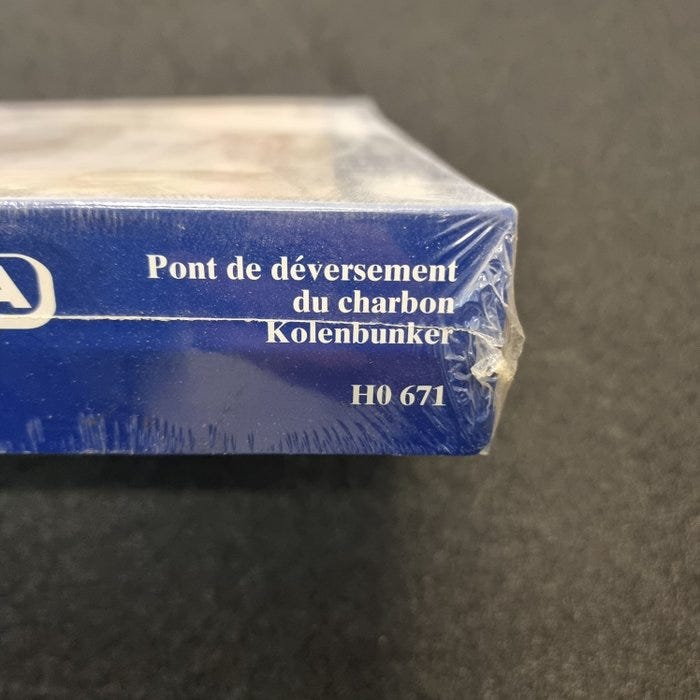 A
Pont de déversement
du charbon
Kolenbunker
H0 671